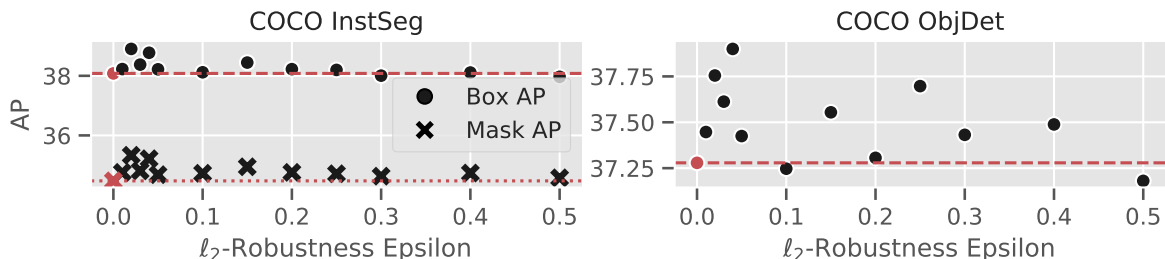 COCO InstSeg
AP
38
36
Box AP
Mask AP
0.0 0.1 0.2 0.3 0.4 0.5
ℓ2-Robustness Epsilon
COCO ObjDet
37.75
37.50
37.25
0.0 0.1 0.2 0.3 0.4 0.5
ℓ2-Robustness Epsilon